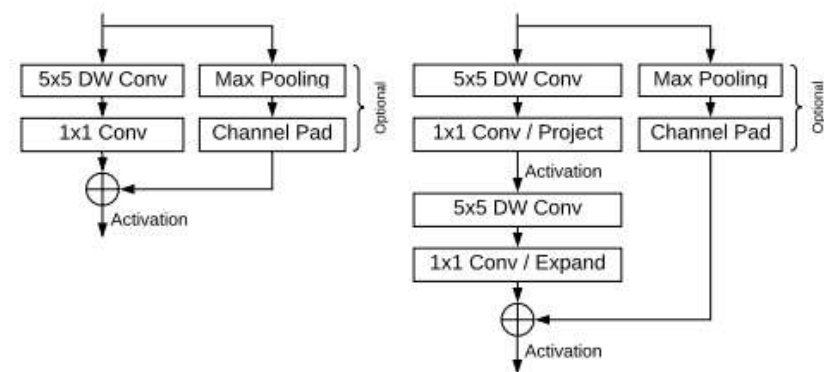 5x5 DW Conv
Max Pooling
Optional
1x1 Conv
Channel Pad
Activation
5x5 DW Conv
Max Pooling
Optional
1x1 Conv / Project
Channel Pad
Activation
5x5 DW Conv
1x1 Conv / Expand
Activation